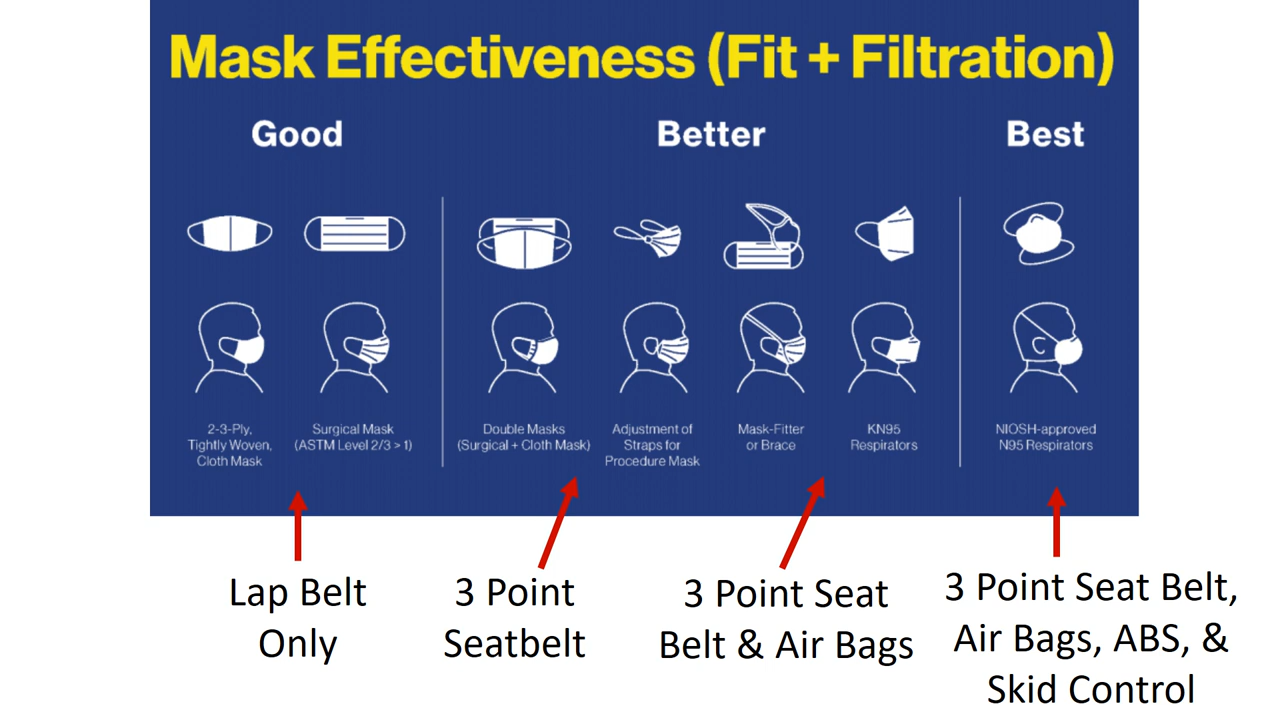 Mask Effectiveness (Fit + Filtration)
Good
Better
Best
2-3-Ply,
Tightly Woven,
Cloth Mask
Surgical Mask
(ASTM Level 2/3 > 1)
Double Masks
(Surgical + Cloth Mask)
Adjustment of
Straps for
Procedure Mask
Mask-Fitter
or Brace
KN95
Respirators
NIOSH-approved
N95 Respirators
Lap Belt
Only
3 Point
Seatbelt
3 Point Seat
Belt & Air Bags
3 Point Seat Belt,
Air Bags, ABS, &
Skid Control